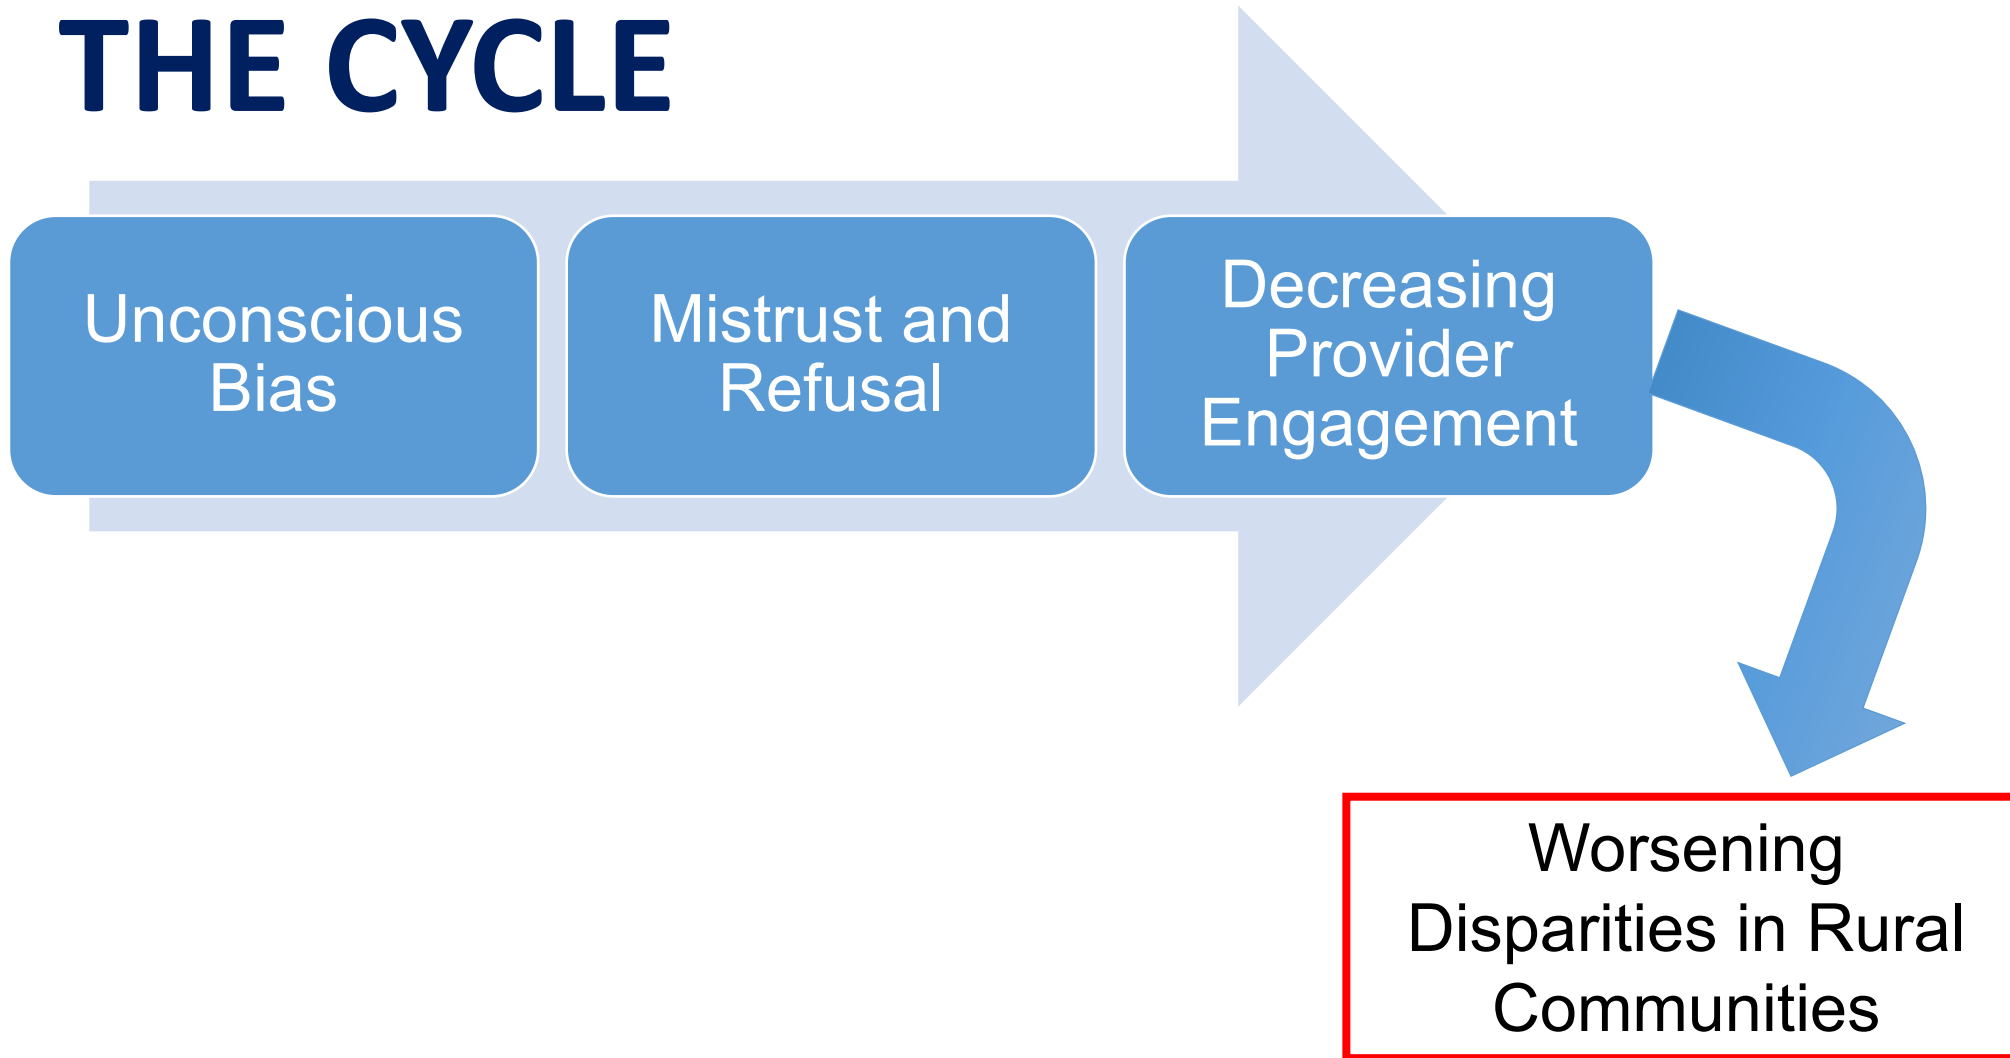 THE CYCLE
Unconscious
Bias
Mistrust and
Refusal
Decreasing
Provider
Engagement
Worsening
Disparities in Rural
Communities